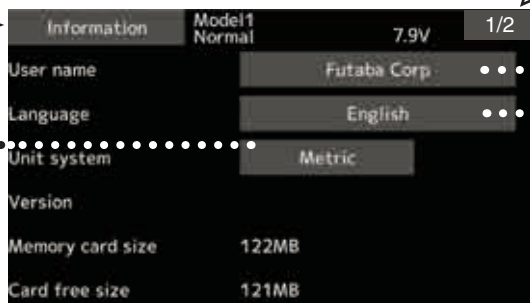 Information Model1 Normal 7.9V 1/2
User name Futaba Corp
Language English
Unit system Metric
Version
Memory card size 122MB
Card free size 121MB